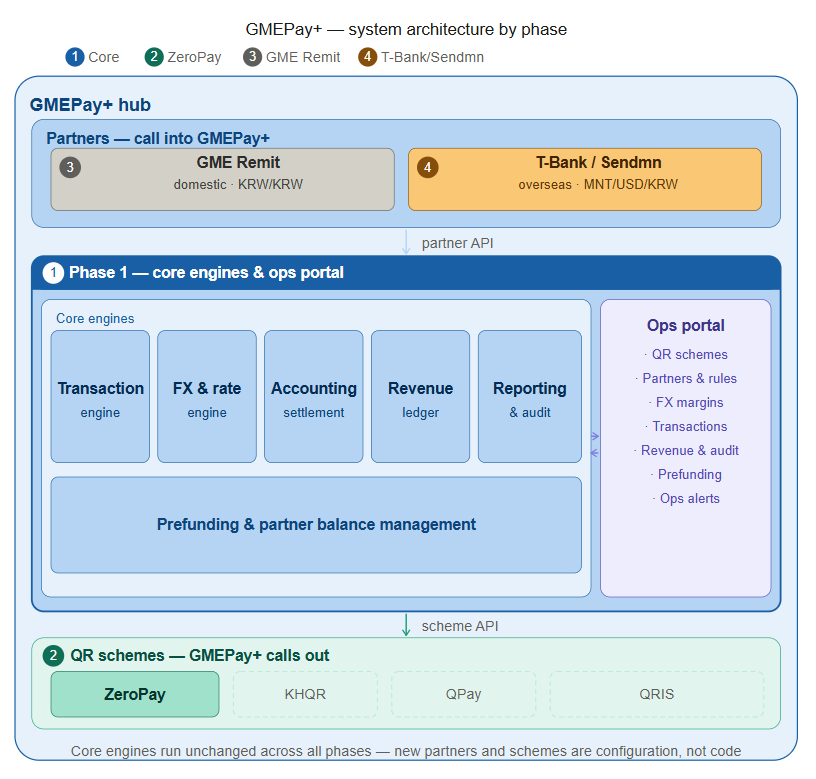 GMEPay+ — system architecture by phase
1 Core 2 ZeroPay 3 GME Remit 4 T-Bank/Sendmn
GMEPay+ hub
Partners — call into GMEPay+
3 GME Remit
domestic · KRW/KRW
4 T-Bank / Sendmn
overseas · MNT/USD/KRW
partner API
1 Phase 1 — core engines & ops portal
Core engines
Transaction
engine
FX & rate
engine
Accounting
settlement
Revenue
ledger
Reporting
& audit
Prefunding & partner balance management
Ops portal
· QR schemes
· Partners & rules
· FX margins
· Transactions
· Revenue & audit
· Prefunding
· Ops alerts
scheme API
2 QR schemes — GMEPay+ calls out
ZeroPay
KHQR
QPay
QRIS
Core engines run unchanged across all phases — new partners and schemes are configuration, not code